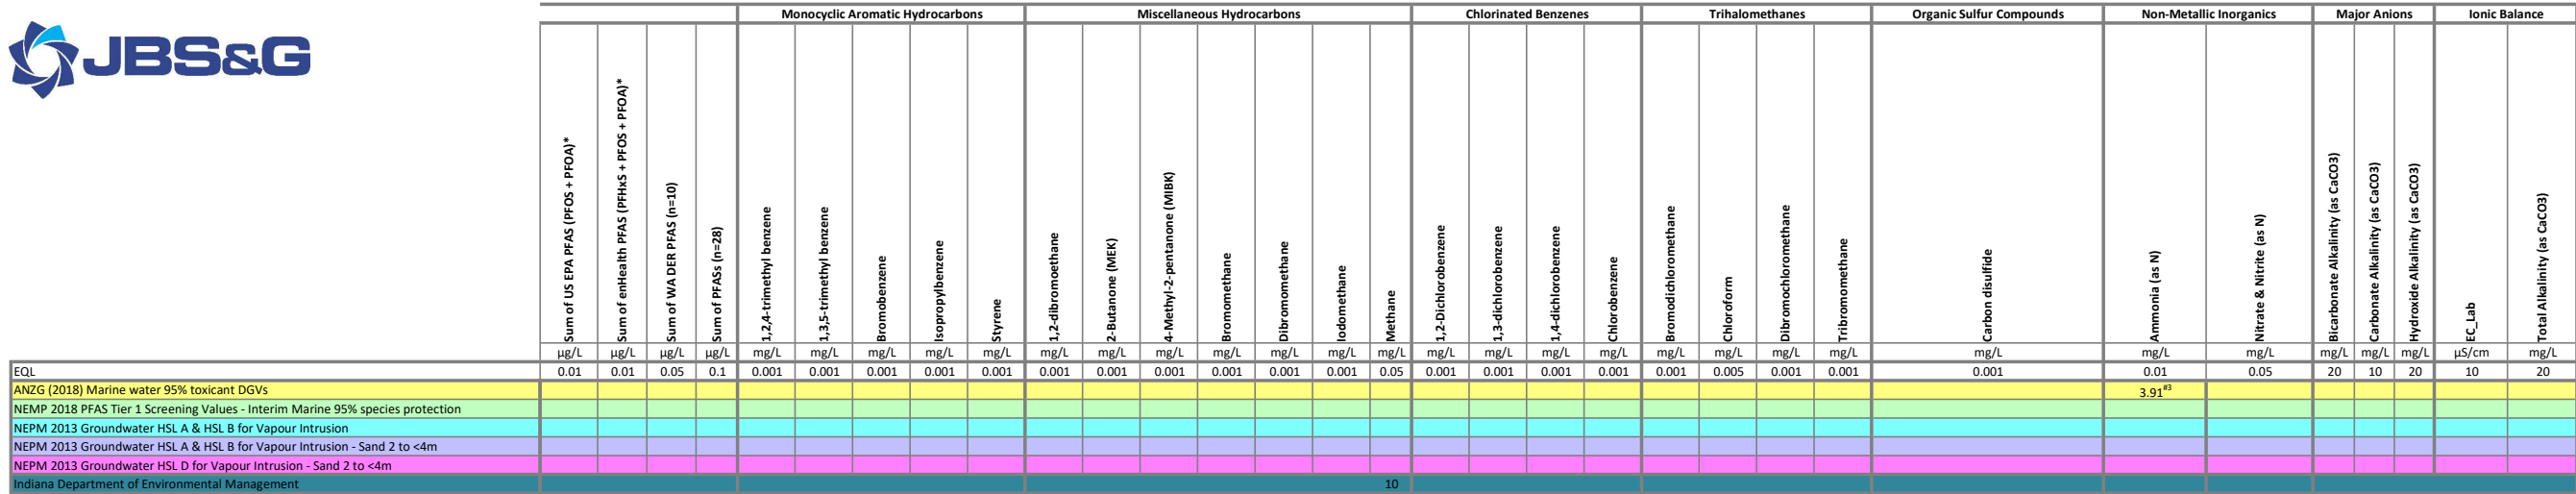 JBS&G
Monocyclic Aromatic Hydrocarbons Miscellaneous Hydrocarbons Chlorinated Benzenes Trihalomethanes Organic Sulfur Compounds Non-Metallic Inorganics Major Anions Ionic Balance
Sum of US EPA PFAS (PFOS + PFOA)*
Sum of enHealth PFAS (PFHxS + PFOS + PFOA)*
Sum of WA DER PFAS (n=10)
Sum of PFASs (n=28)
1,2,4-trimethyl benzene
1,3,5-trimethyl benzene
Bromobenzene
Isopropylbenzene
Styrene
1,2-dibromoethane
2-Butanone (MEK)
4-Methyl-2-pentanone (MIBK)
Bromomethane
Dibromomethane
Iodomethane
Methane
1,2-Dichlorobenzene
1,3-dichlorobenzene
1,4-dichlorobenzene
Chlorobenzene
Bromodichloromethane
Chloroform
Dibromochloromethane
Tribromomethane
Carbon disulfide
Ammonia (as N)
Nitrate & Nitrite (as N)
Bicarbonate Alkalinity (as CaCO3)
Carbonate Alkalinity (as CaCO3)
Hydroxide Alkalinity (as CaCO3)
EC_Lab
Total Alkalinity (as CaCO3)
µg/L µg/L µg/L µg/L mg/L mg/L mg/L mg/L mg/L mg/L mg/L mg/L mg/L mg/L mg/L mg/L mg/L mg/L mg/L mg/L mg/L mg/L mg/L mg/L mg/L mg/L mg/L mg/L mg/L mg/L µS/cm mg/L
EQL 0.01 0.01 0.05 0.1 0.001 0.001 0.001 0.001 0.001 0.001 0.001 0.001 0.001 0.001 0.001 0.05 0.001 0.001 0.001 0.001 0.001 0.005 0.001 0.001 0.001 0.01 0.05 20 10 20 10 20
ANZG (2018) Marine water 95% toxicant DGVs 3.91#3
NEMP 2018 PFAS Tier 1 Screening Values - Interim Marine 95% species protection
NEPM 2013 Groundwater HSL A & HSL B for Vapour Intrusion
NEPM 2013 Groundwater HSL A & HSL B for Vapour Intrusion - Sand 2 to <4m
NEPM 2013 Groundwater HSL D for Vapour Intrusion - Sand 2 to <4m
Indiana Department of Environmental Management 10